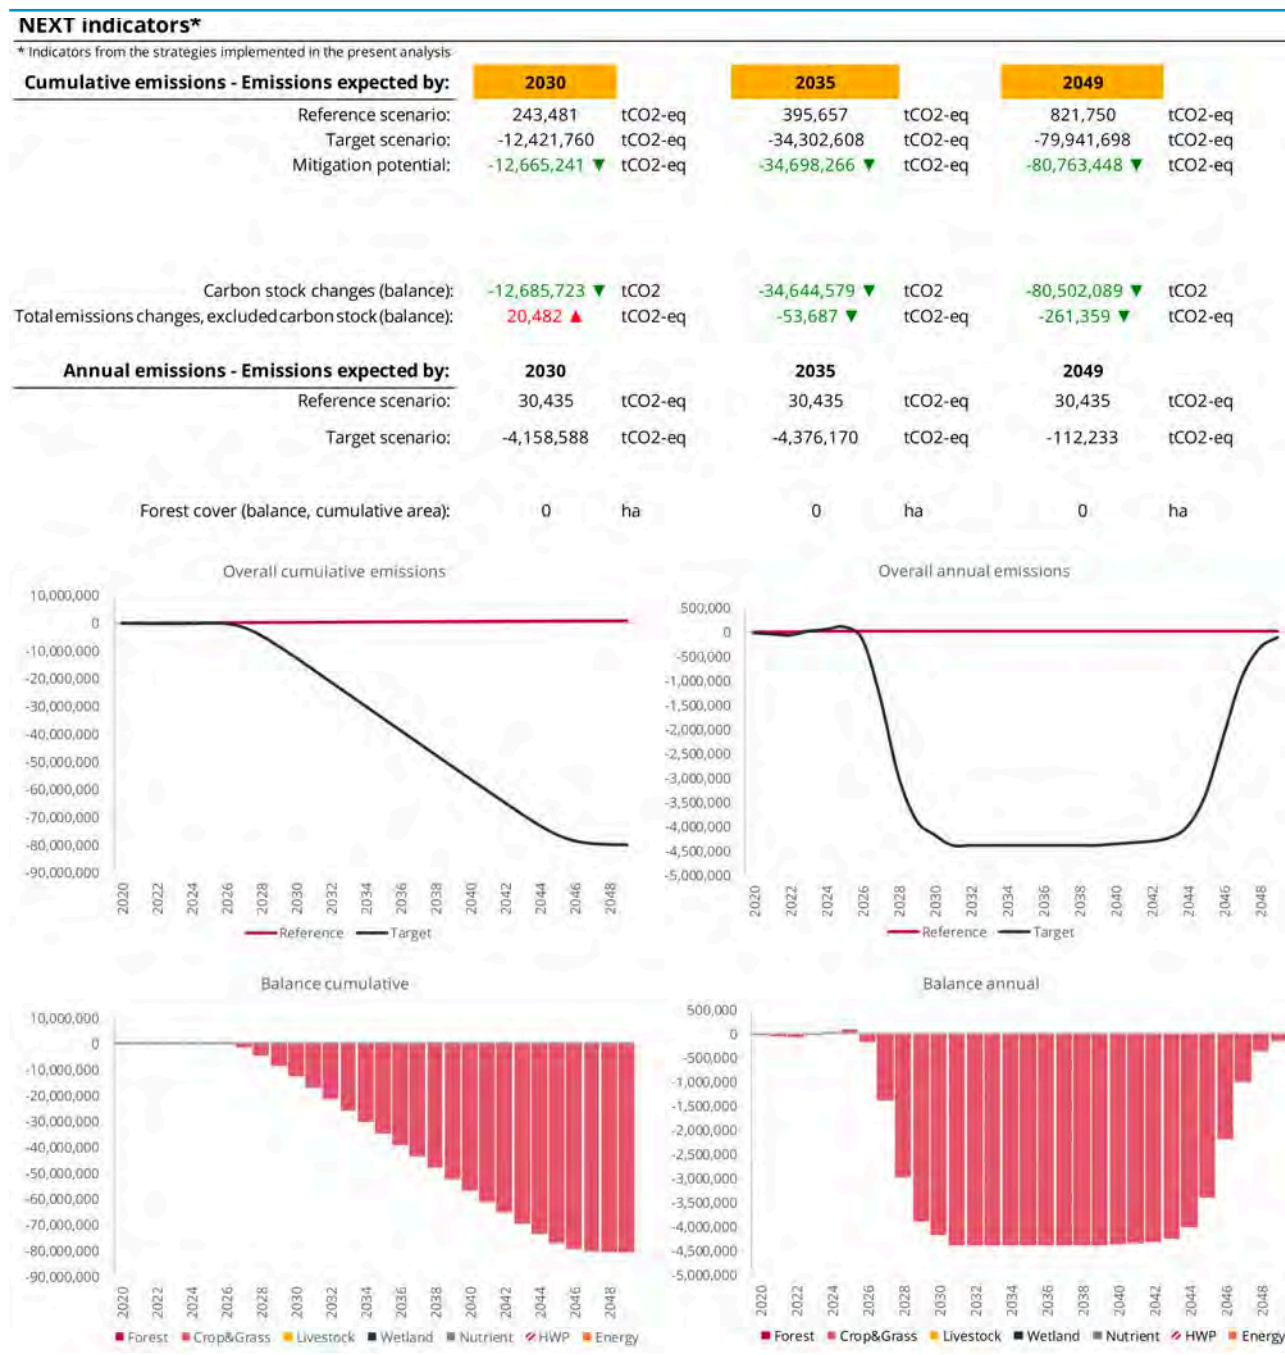 NEXT indicators*
* Indicators from the strategies implemented in the present analysis
Cumulative emissions - Emissions expected by: 2030 2035 2049
Reference scenario: 243,481 tCO2-eq 395,657 tCO2-eq 821,750 tCO2-eq
Target scenario: -12,421,760 tCO2-eq -34,302,608 tCO2-eq -79,941,698 tCO2-eq
Mitigation potential: -12,665,241 ▼ tCO2-eq -34,698,266 ▼ tCO2-eq -80,763,448 ▼ tCO2-eq
Carbon stock changes (balance): -12,685,723 ▼ tCO2 -34,644,579 ▼ tCO2 -80,502,089 ▼ tCO2
Total emissions changes, excluded carbon stock (balance): 20,482 ▲ tCO2-eq -53,687 ▼ tCO2-eq -261,359 ▼ tCO2-eq
Annual emissions - Emissions expected by: 2030 2035 2049
Reference scenario: 30,435 tCO2-eq 30,435 tCO2-eq 30,435 tCO2-eq
Target scenario: -4,158,588 tCO2-eq -4,376,170 tCO2-eq -112,233 tCO2-eq
Forest cover (balance, cumulative area): 0 ha 0 ha 0 ha
Overall cumulative emissions
10,000,000
0
-10,000,000
-20,000,000
-30,000,000
-40,000,000
-50,000,000
-60,000,000
-70,000,000
-80,000,000
-90,000,000
2020 2022 2024 2026 2028 2030 2032 2034 2036 2038 2040 2042 2044 2046 2048
Reference Target
Overall annual emissions
500,000
0
-500,000
-1,000,000
-1,500,000
-2,000,000
-2,500,000
-3,000,000
-3,500,000
-4,000,000
-4,500,000
-5,000,000
2020 2022 2024 2026 2028 2030 2032 2034 2036 2038 2040 2042 2044 2046 2048
Reference Target
Balance cumulative
10,000,000
0
-10,000,000
-20,000,000
-30,000,000
-40,000,000
-50,000,000
-60,000,000
-70,000,000
-80,000,000
-90,000,000
2020 2022 2024 2026 2028 2030 2032 2034 2036 2038 2040 2042 2044 2046 2048
Forest Crop&Grass Livestock Wetland Nutrient HWP Energy
Balance annual
500,000
0
-500,000
-1,000,000
-1,500,000
-2,000,000
-2,500,000
-3,000,000
-3,500,000
-4,000,000
-4,500,000
-5,000,000
2020 2022 2024 2026 2028 2030 2032 2034 2036 2038 2040 2042 2044 2046 2048
Forest Crop&Grass Livestock Wetland Nutrient HWP Energy